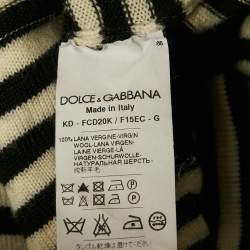 DOLCE & GABBANA
Made in Italy
KD - FCD20K / F15EC - G
100% LANA VERGINE-VIRGIN
WOOL-LANA VIRGEN-
LAINE VIERGE-LÃ
VIRGEN-SCHURWOLLE-
НАТУРАЛЬНАЯ ШЕРСТЬ-